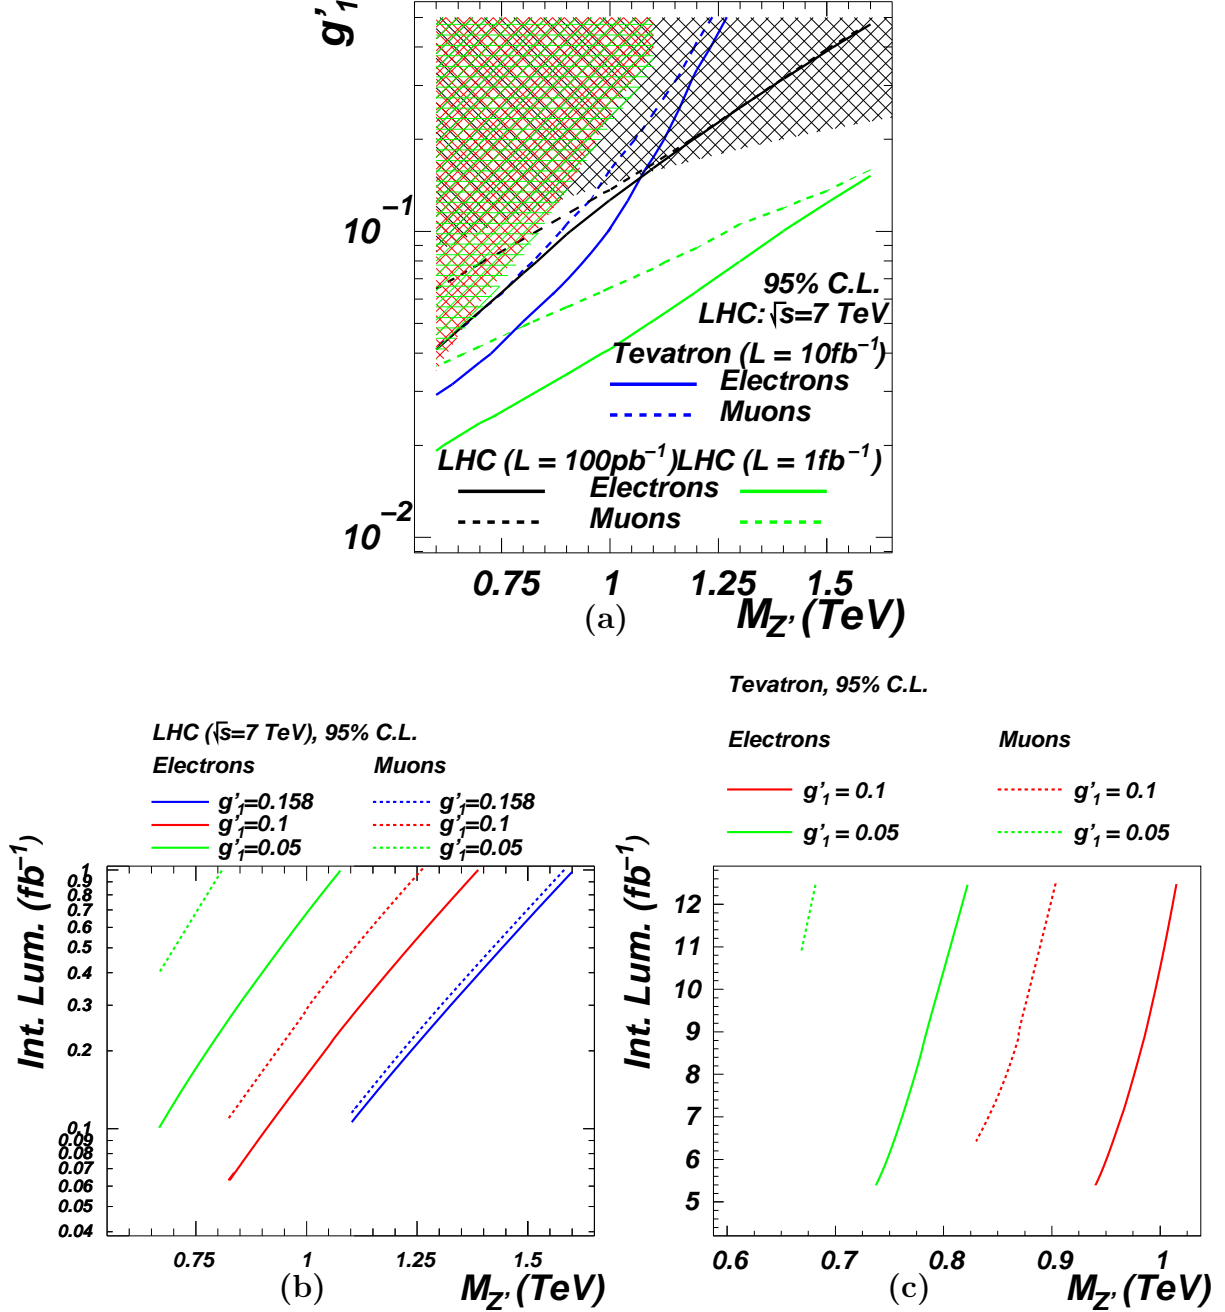 g'1
10⁻¹
10⁻²
95% C.L.
LHC: √s=7 TeV
Tevatron (L = 10fb⁻¹)
Electrons
Muons
LHC (L = 100pb⁻¹) LHC (L = 1fb⁻¹)
Electrons
Muons
0.75 1 1.25 1.5
(a) M_Z' (TeV)
LHC (√s=7 TeV), 95% C.L.
Electrons Muons
g'1=0.158 g'1=0.158
g'1=0.1 g'1=0.1
g'1=0.05 g'1=0.05
Int. Lum. (fb⁻¹)
1
0.9
0.8
0.7
0.6
0.5
0.4
0.3
0.2
0.1
0.09
0.08
0.07
0.06
0.05
0.04
0.75 1 1.25 1.5
(b) M_Z' (TeV)
Tevatron, 95% C.L.
Electrons Muons
g'1 = 0.1 g'1 = 0.1
g'1 = 0.05 g'1 = 0.05
Int. Lum. (fb⁻¹)
12
11
10
9
8
7
6
5
0.6 0.7 0.8 0.9 1
(c) M_Z' (TeV)